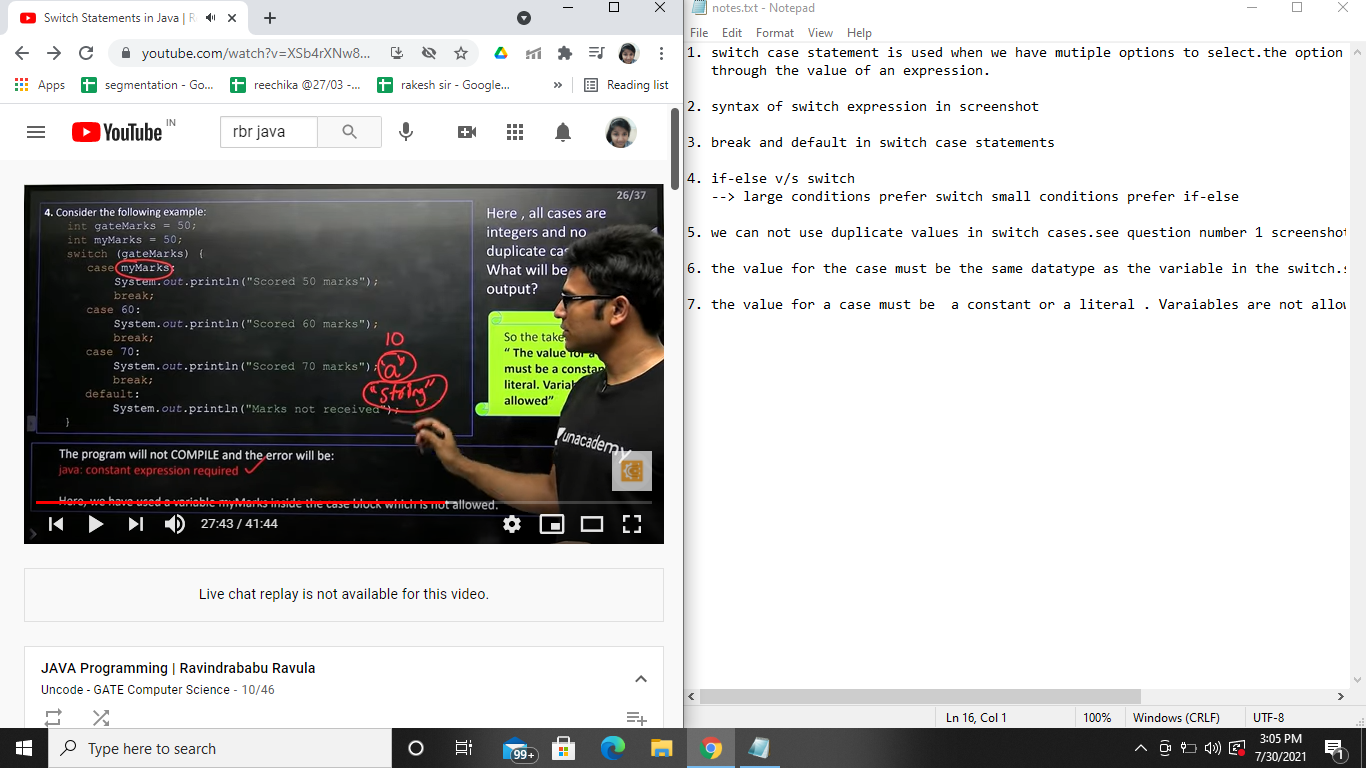 Switch Statements in Java | R
youtube.com/watch?v=XSb4rXNw8...
Apps
segmentation - Go...
reechika @27/03 -...
rakesh sir - Google...
»
Reading list
YouTube IN
rbr java
26/37
4. Consider the following example:
int gateMarks = 50;
int myMarks = 50;
switch (gateMarks) {
case myMarks:
System.out.println("Scored 50 marks");
break;
case 60:
System.out.println("Scored 60 marks");
break;
case 70:
System.out.println("Scored 70 marks");
break;
default:
System.out.println("Marks not received");
}
10
'a'
"string"
Here , all cases are
integers and no
duplicate
What will be
output?
So the
" The value for a
must be a
literal.
allowed"
unacademy
The program will not COMPILE and the error will be:
java: constant expression required
Here, we have used a variable myMarks inside the case block which is not allowed.
27:43 / 41:44
Live chat replay is not available for this video.
JAVA Programming | Ravindrababu Ravula
Uncode - GATE Computer Science - 10/46
notes.txt - Notepad
File Edit Format View Help
1. switch case statement is used when we have mutiple options to select.the option
through the value of an expression.
2. syntax of switch expression in screenshot
3. break and default in switch case statements
4. if-else v/s switch
--> large conditions prefer switch small conditions prefer if-else
5. we can not use duplicate values in switch cases.see question number 1 screenshot
6. the value for the case must be the same datatype as the variable in the switch.s
7. the value for a case must be  a constant or a literal . Varaiables are not allow
Ln 16, Col 1
100%
Windows (CRLF)
UTF-8
Type here to search
99+
3:05 PM
7/30/2021
1